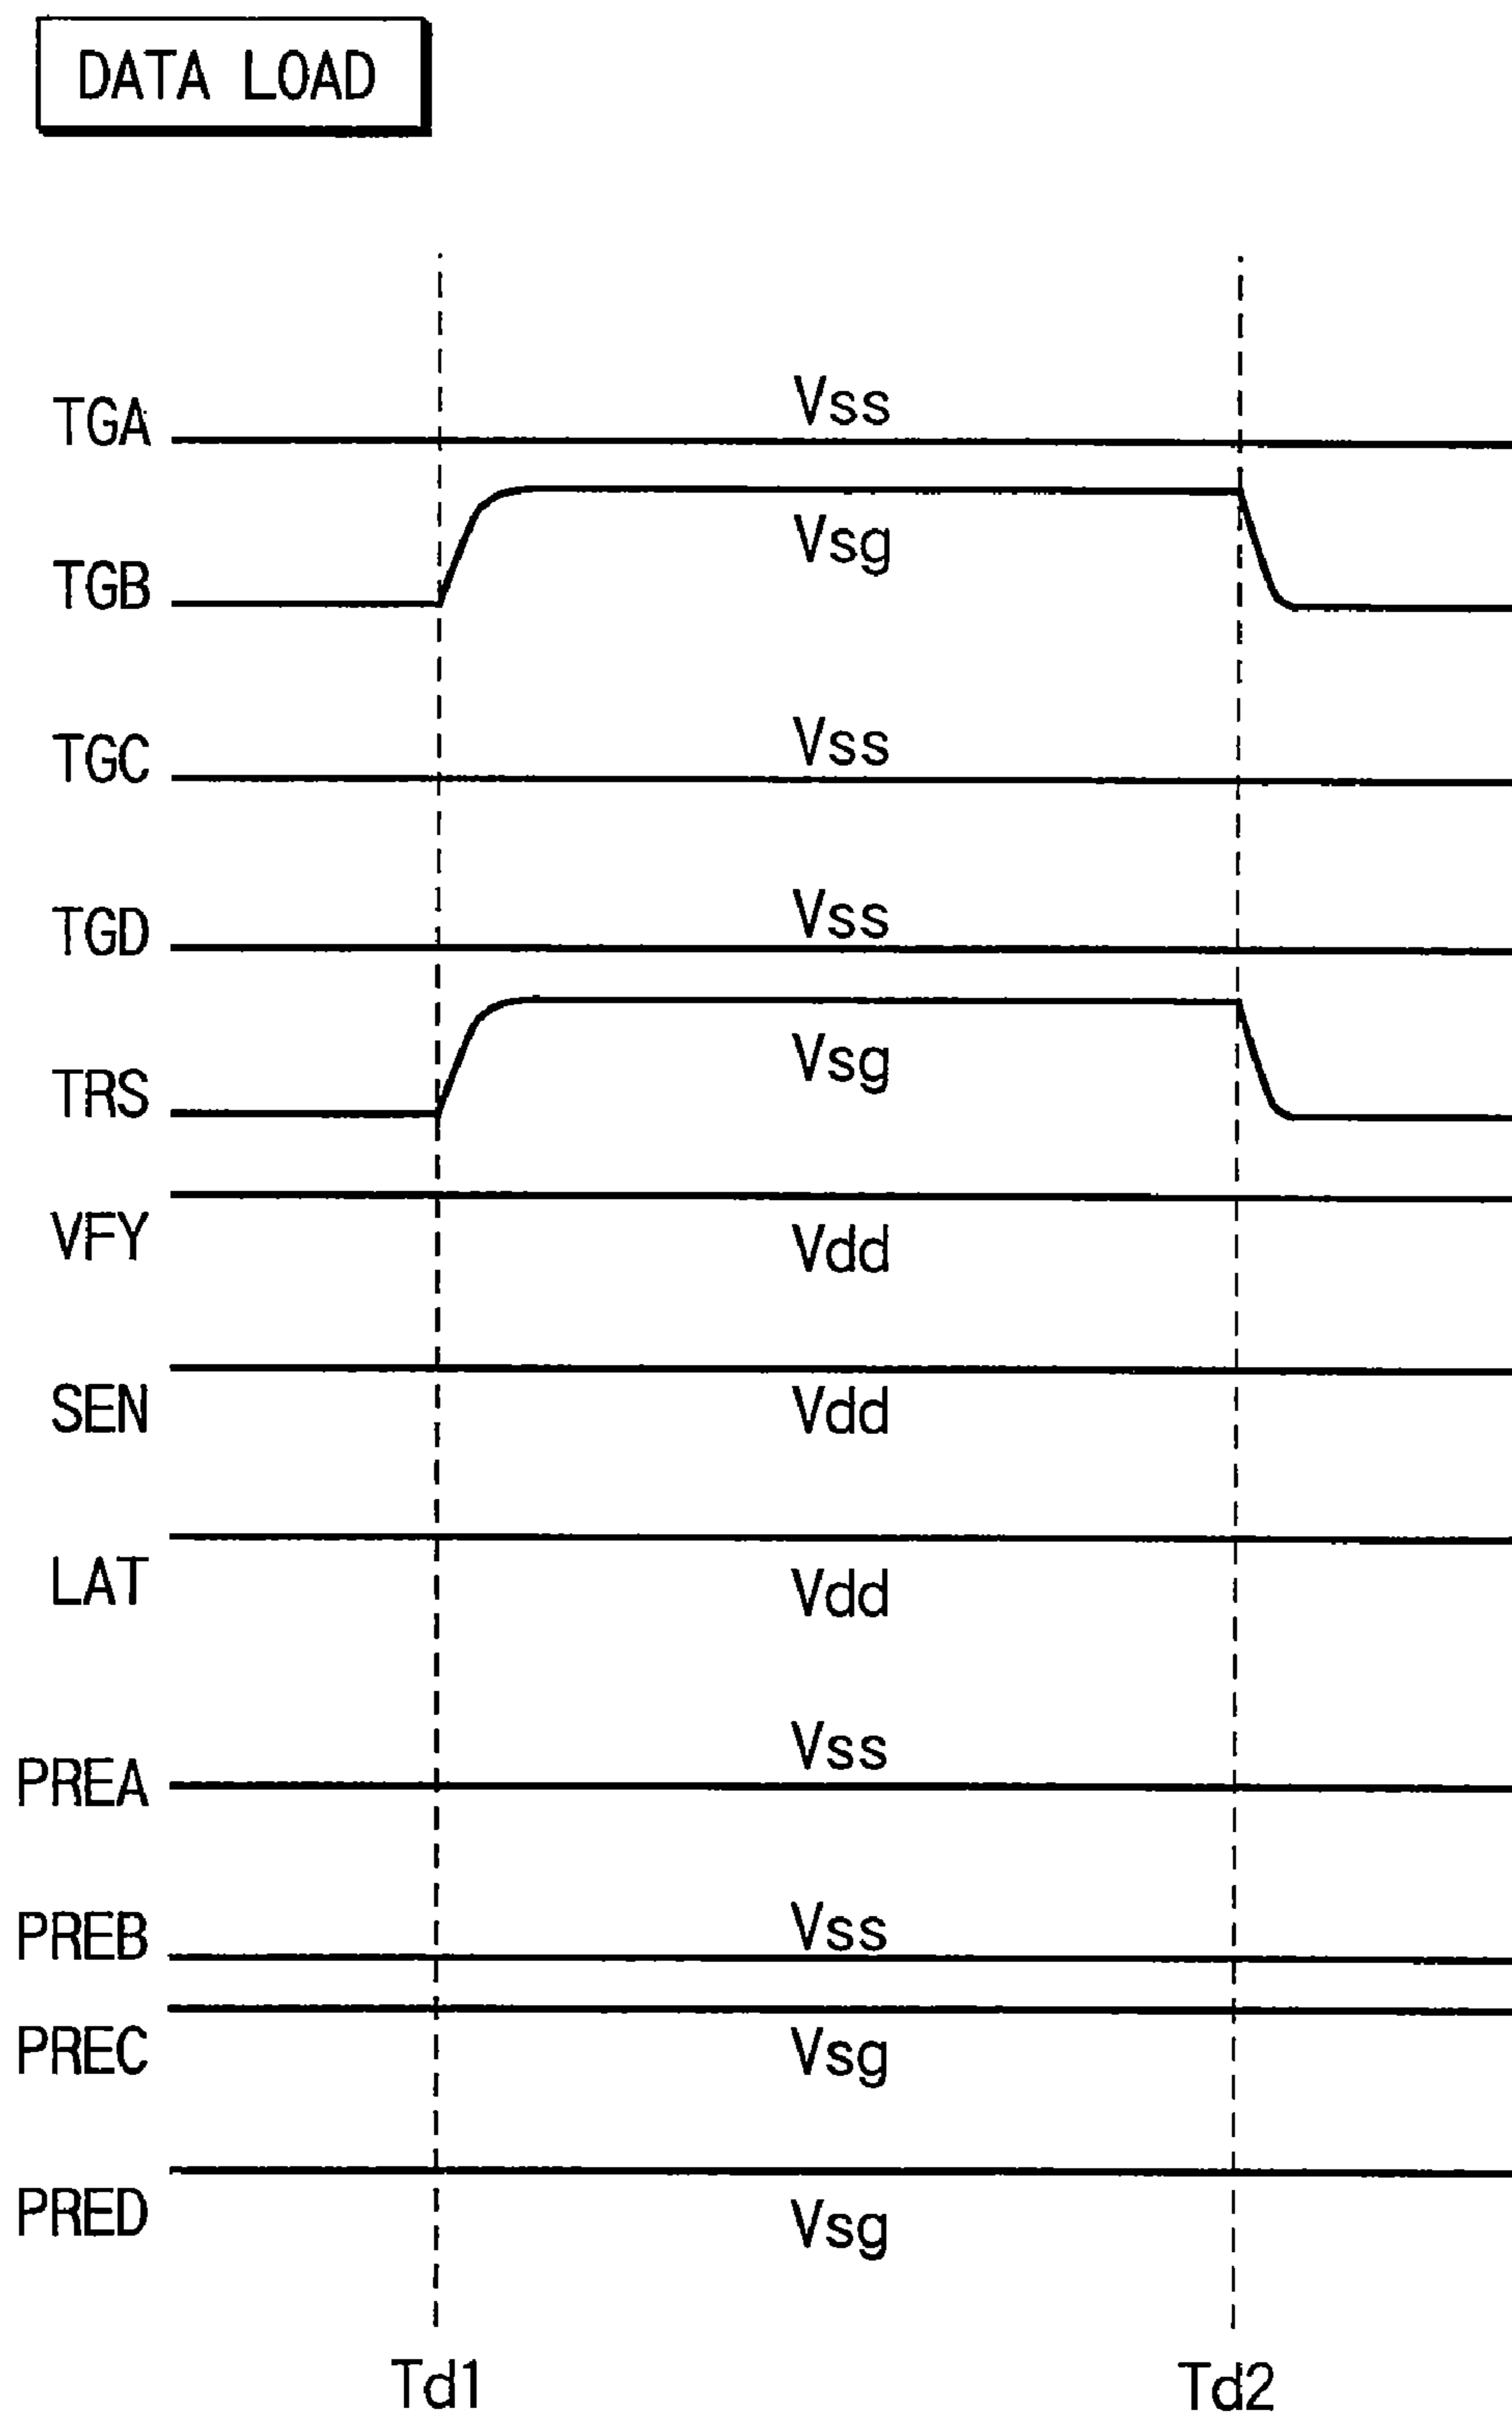 DATA LOAD
TGA Vss
TGB Vsg
TGC Vss
TGD Vss
TRS Vsg
VFY Vdd
SEN Vdd
LAT Vdd
PREA Vss
PREB Vss
PREC Vsg
PRED Vsg
Td1 Td2